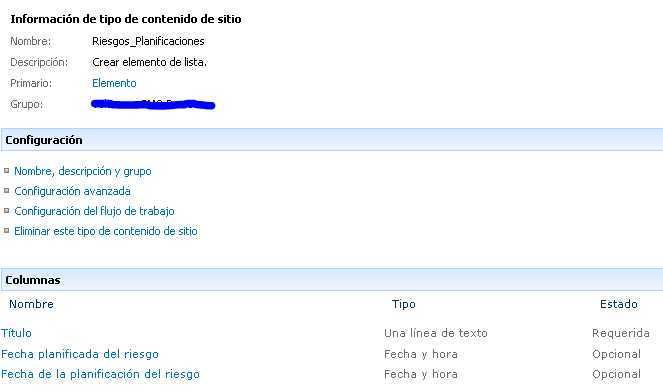 Información de tipo de contenido de sitio
Nombre: Riesgos_Planificaciones
Descripción: Crear elemento de lista.
Primario: Elemento
Grupo:
Configuración
Nombre, descripción y grupo
Configuración avanzada
Configuración del flujo de trabajo
Eliminar este tipo de contenido de sitio
Columnas
Nombre Tipo Estado
Título Una línea de texto Requerida
Fecha planificada del riesgo Fecha y hora Opcional
Fecha de la planificación del riesgo Fecha y hora Opcional